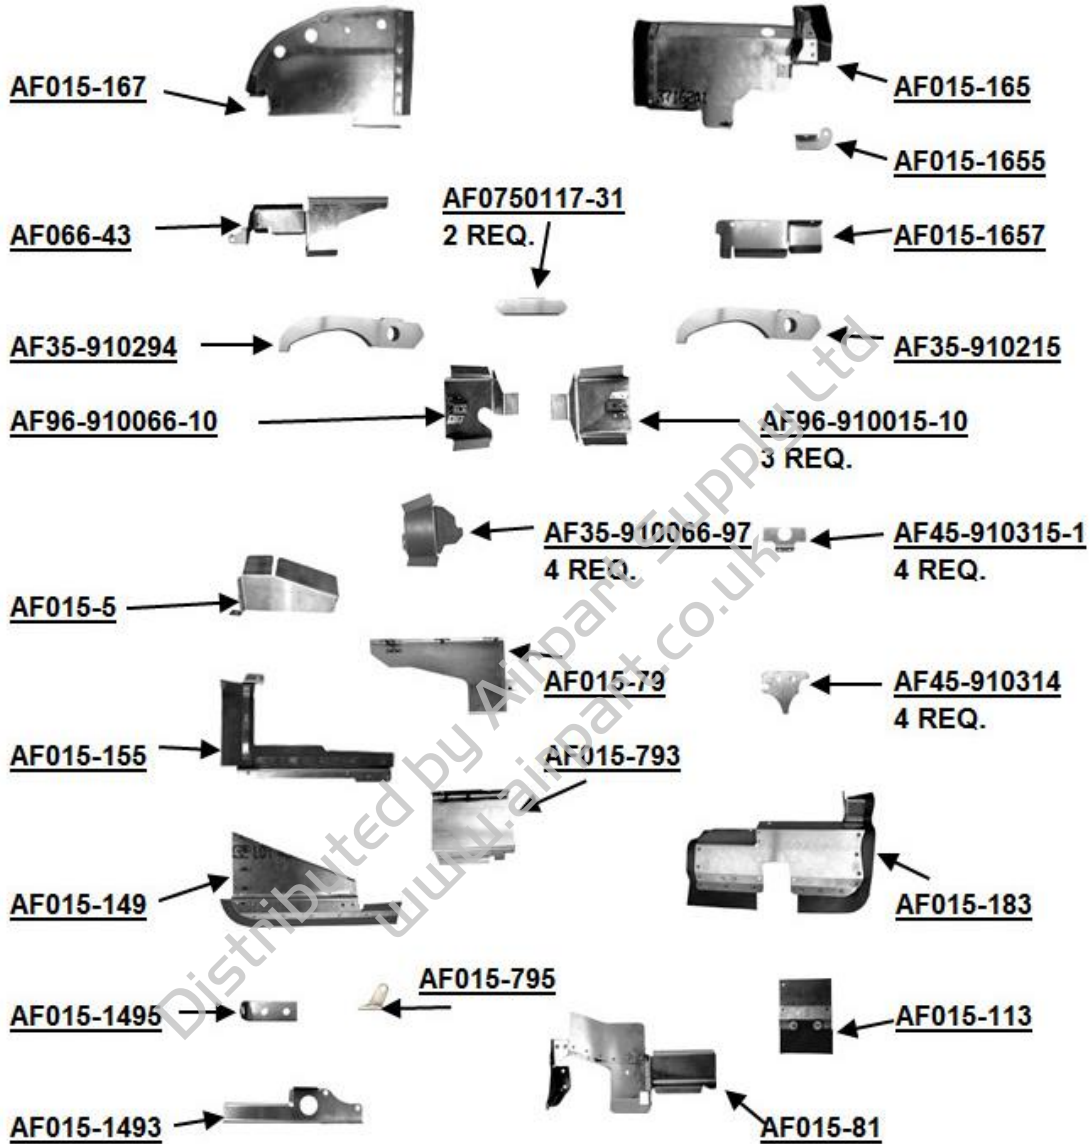 AF015-167
AF015-165
AF015-1655
AF066-43
AF0750117-31
2 REQ.
AF015-1657
AF35-910294
AF35-910215
AF96-910066-10
AF96-910015-10
3 REQ.
AF35-910066-97
4 REQ.
AF45-910315-1
4 REQ.
AF015-5
AF015-79
AF45-910314
4 REQ.
AF015-155
AF015-793
AF015-149
AF015-183
AF015-1495
AF015-795
AF015-113
AF015-1493
AF015-81
Distributed by Airpart Supply Ltd
www.airpart.co.uk